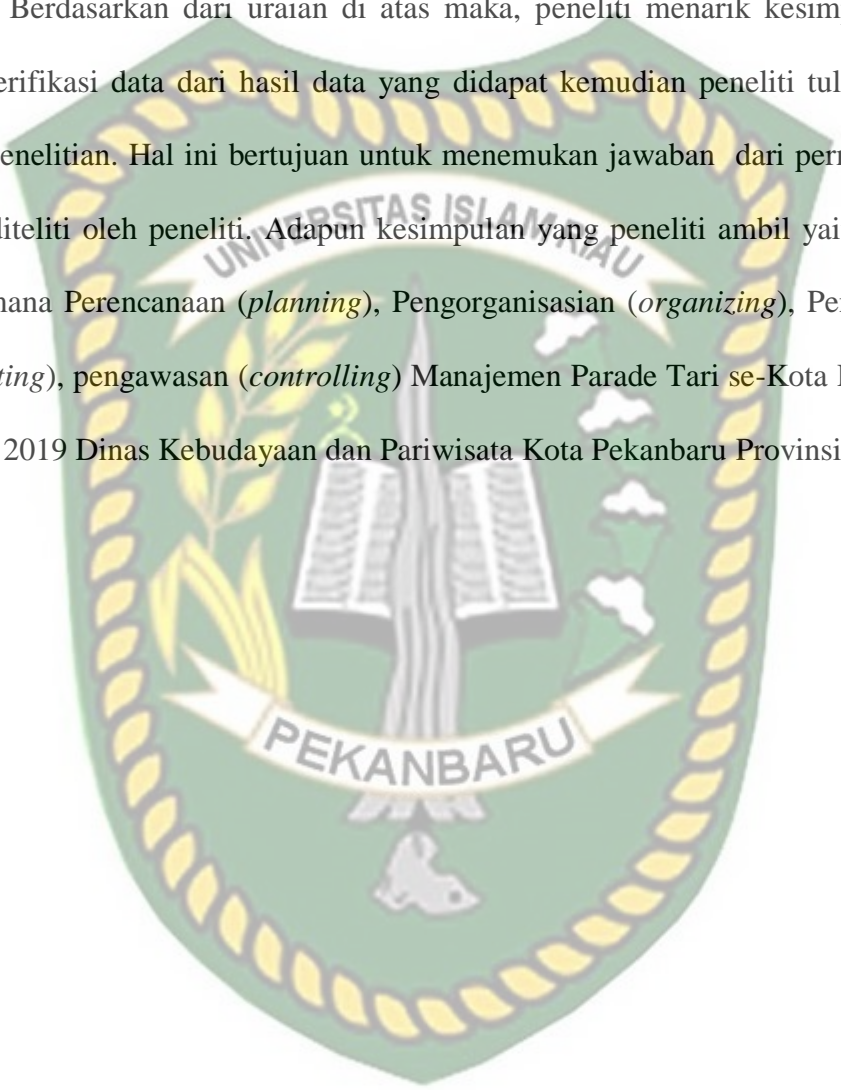 Berdasarkan dari uraian di atas maka, peneliti menarik kesimp
erifikasi data dari hasil data yang didapat kemudian peneliti tul
enelitian. Hal ini bertujuan untuk menemukan jawaban dari perr
diteliti oleh peneliti. Adapun kesimpulan yang peneliti ambil yai
mana Perencanaan (planning), Pengorganisasian (organizing), Per
ting), pengawasan (controlling) Manajemen Parade Tari se-Kota
2019 Dinas Kebudayaan dan Pariwisata Kota Pekanbaru Provinsi
UNIVERSITAS ISLAM RIAU
PEKANBARU